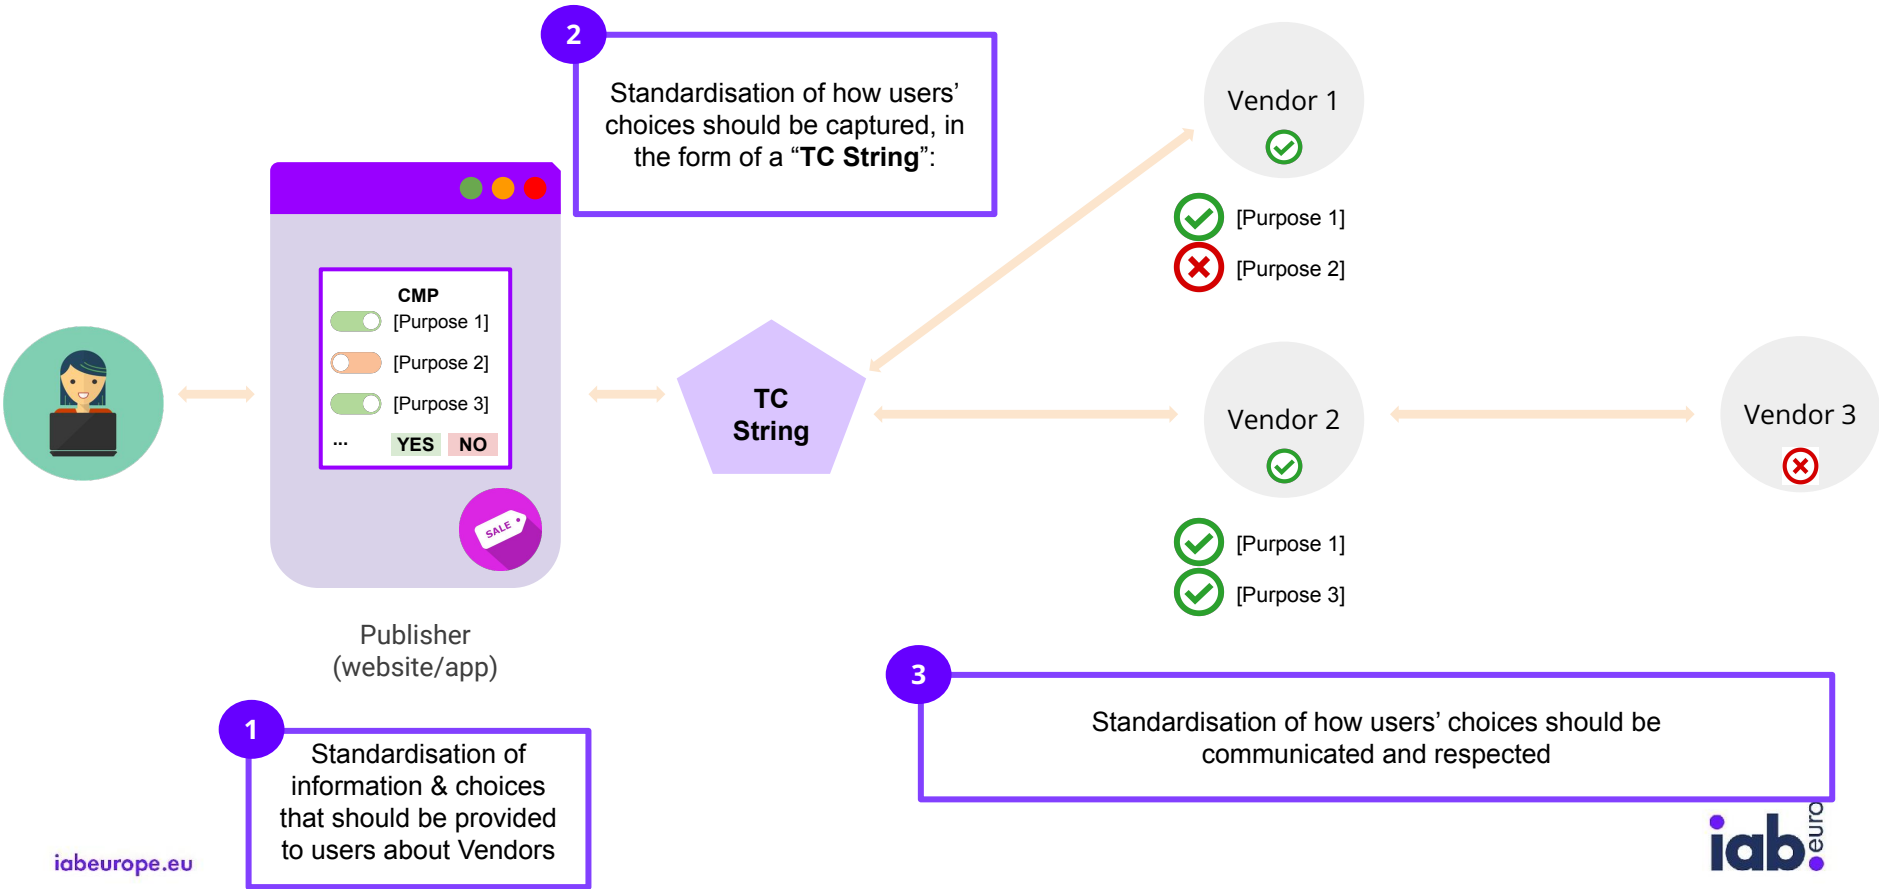 2
Standardisation of how users’
choices should be captured, in
the form of a “TC String”:
CMP
[Purpose 1]
[Purpose 2]
[Purpose 3]
...
YES NO
SALE
Publisher
(website/app)
1
Standardisation of
information & choices
that should be provided
to users about Vendors
TC
String
Vendor 1
[Purpose 1]
[Purpose 2]
Vendor 2
[Purpose 1]
[Purpose 3]
Vendor 3
3
Standardisation of how users’ choices should be
communicated and respected
iabeurope.eu
iab.
euro